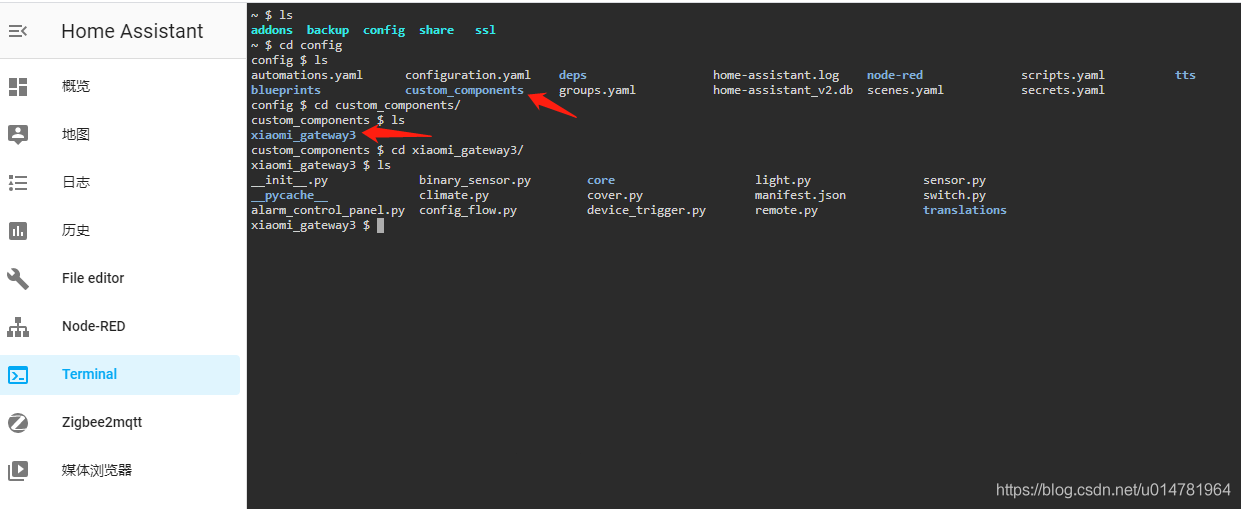 Home Assistant
概览
地图
日志
历史
File editor
Node-RED
Terminal
Zigbee2mqtt
媒体浏览器
~ $ ls
addons backup config share ssl
~ $ cd config
config $ ls
automations.yaml configuration.yaml deps home-assistant.log node-red scripts.yaml tts
blueprints custom_components groups.yaml home-assistant_v2.db scenes.yaml secrets.yaml
config $ cd custom_components/
custom_components $ ls
xiaomi_gateway3
custom_components $ cd xiaomi_gateway3/
xiaomi_gateway3 $ ls
__init__.py binary_sensor.py core light.py sensor.py
__pycache__ climate.py cover.py manifest.json switch.py
alarm_control_panel.py config_flow.py device_trigger.py remote.py translations
xiaomi_gateway3 $
https://blog.csdn.net/u014781964